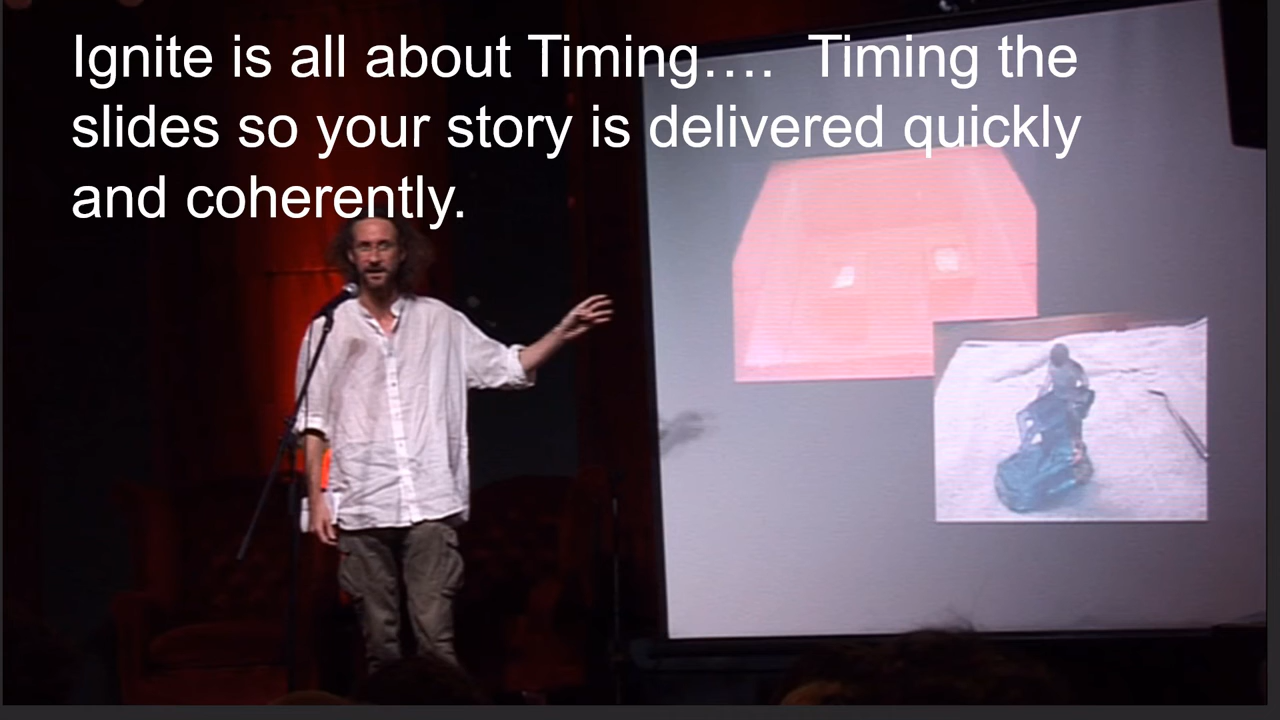 Ignite is all about Timing....  Timing the
slides so your story is delivered quickly
and coherently.